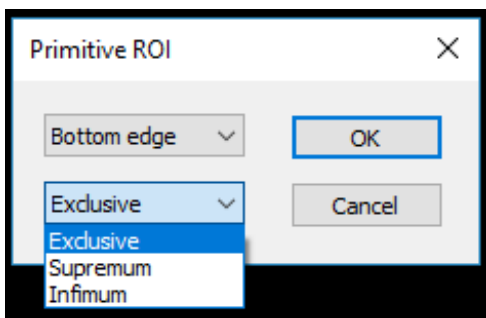 Primitive ROI
Bottom edge
OK
Exclusive
Cancel
Exclusive
Supremum
Infimum